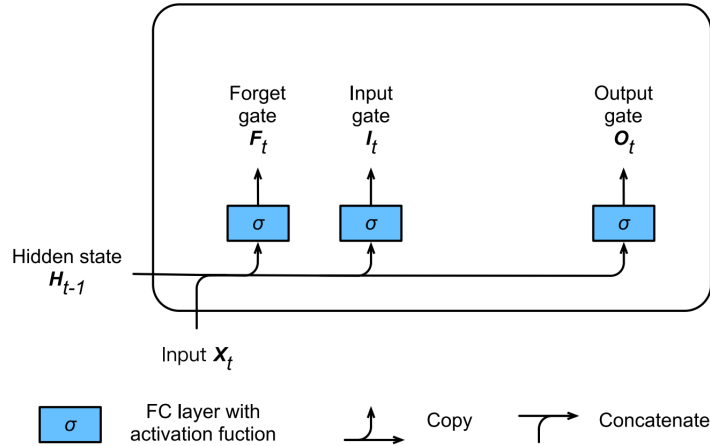 Forget
gate
F_t
Input
gate
I_t
Output
gate
O_t
σ
σ
σ
Hidden state
H_{t-1}
Input X_t
σ
FC layer with
activation fuction
Copy
Concatenate